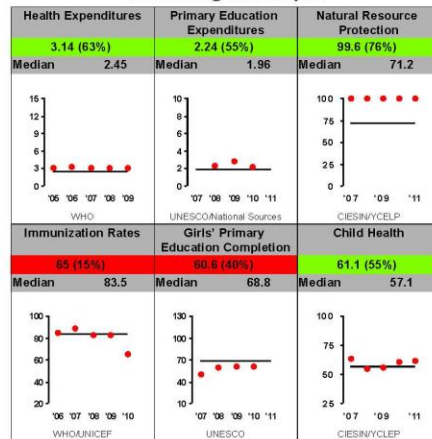 Health Expenditures
3.14 (63%)
Median 2.45
15
12
9
6
3
0
'05 '06 '07 '08 '09
WHO
Primary Education
Expenditures
2.24 (55%)
Median 1.96
10
8
6
4
2
0
'07 '08 '09 '10 '11
UNESCO/National Sources
Natural Resource
Protection
99.6 (76%)
Median 71.2
100
75
50
25
0
'07 '09 '11
CIESIN/YCELP
Immunization Rates
65 (15%)
Median 83.5
100
80
60
40
20
'06 '07 '08 '09 '10
WHO/UNICEF
Girls' Primary
Education Completion
60.6 (40%)
Median 68.8
130
100
70
40
10
'07 '08 '09 '10 '11
UNESCO
Child Health
61.1 (55%)
Median 57.1
100
75
50
25
0
'07 '09 '11
CIESIN/YCLEP